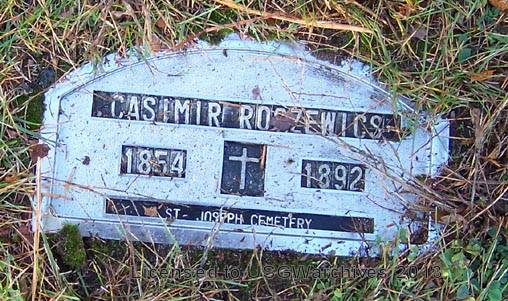 CASIMIR ROSZEWICS
1854 1892
ST- JOSEPH CEMETERY
Licensed to USGWarchives 2013